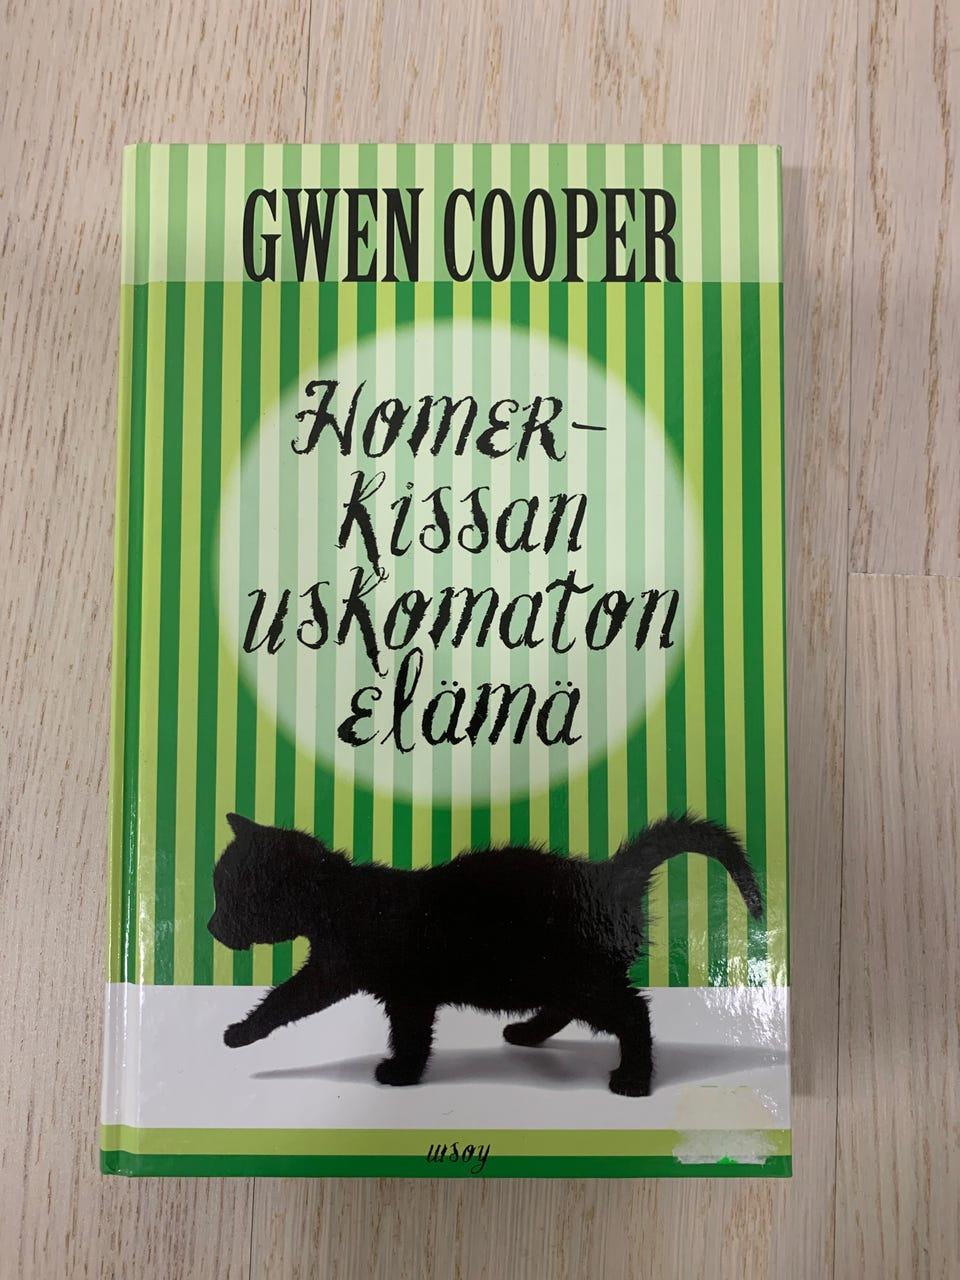 GWEN COOPER
Homer-
kissan
uskomaton
elämä
wsoy